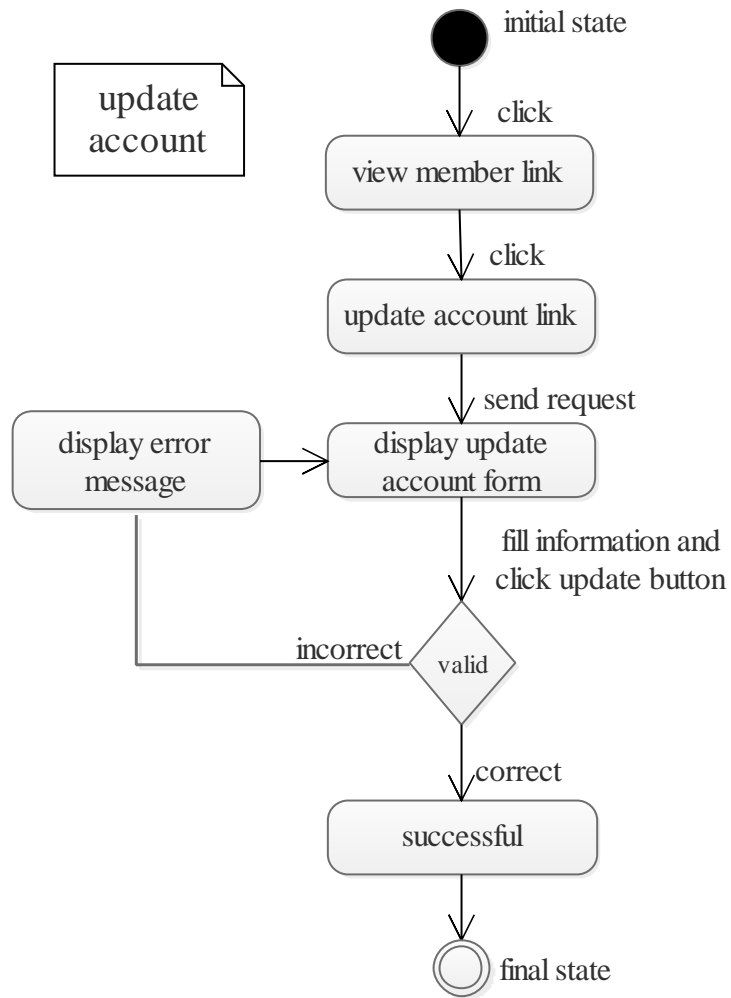 initial state
update
account
click
view member link
click
update account link
send request
display error
message
display update
account form
fill information and
click update button
incorrect
valid
correct
successful
final state